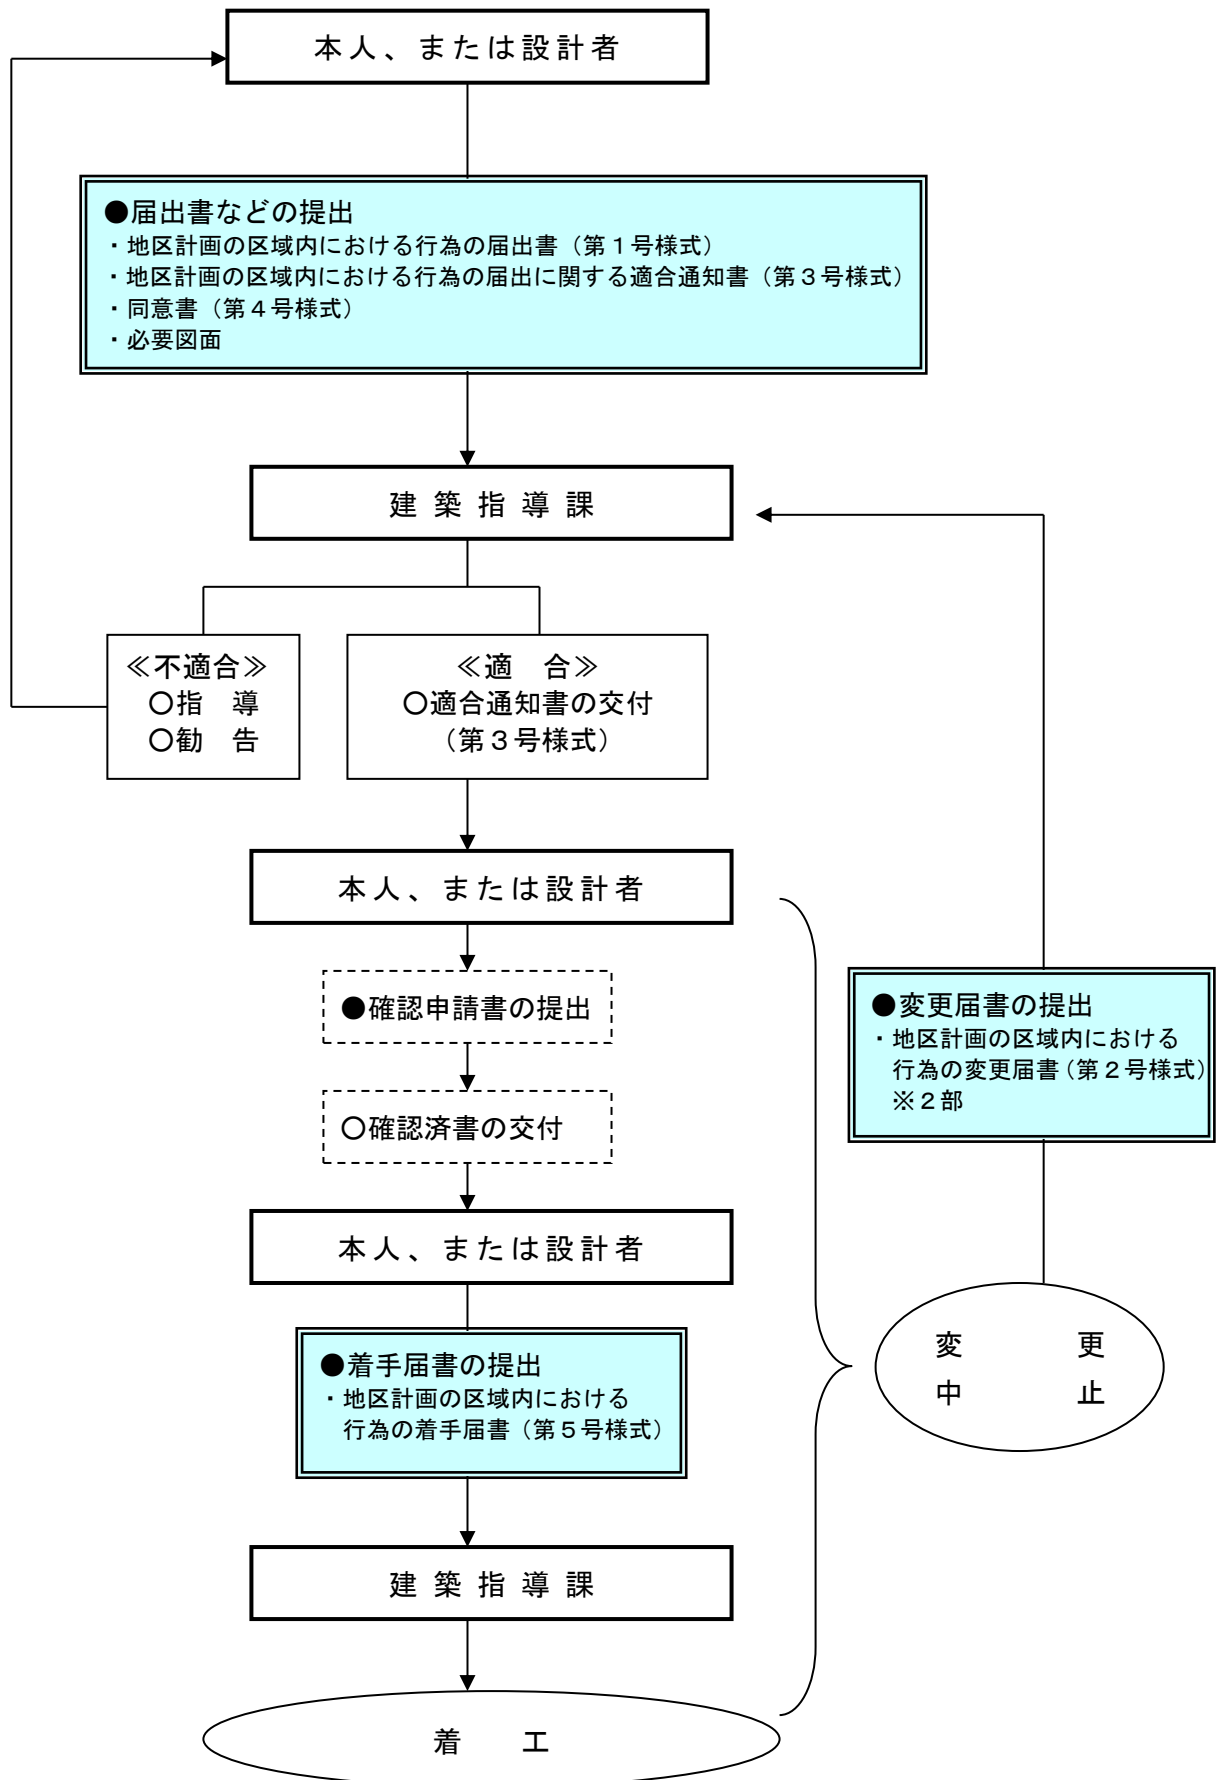 本人、または設計者
●届出書などの提出
・地区計画の区域内における行為の届出書（第１号様式）
・地区計画の区域内における行為の届出に関する適合通知書（第３号様式）
・同意書（第４号様式）
・必要図面
建 築 指 導 課
≪不適合≫
○指　導
○勧　告
≪適　合≫
○適合通知書の交付
（第３号様式）
本人、または設計者
●確認申請書の提出
○確認済書の交付
本人、または設計者
●着手届書の提出
・地区計画の区域内における
行為の着手届書（第５号様式）
建 築 指 導 課
着　　工
●変更届書の提出
・地区計画の区域内における
行為の変更届書（第２号様式）
※２部
変　　　　更
中　　　　止